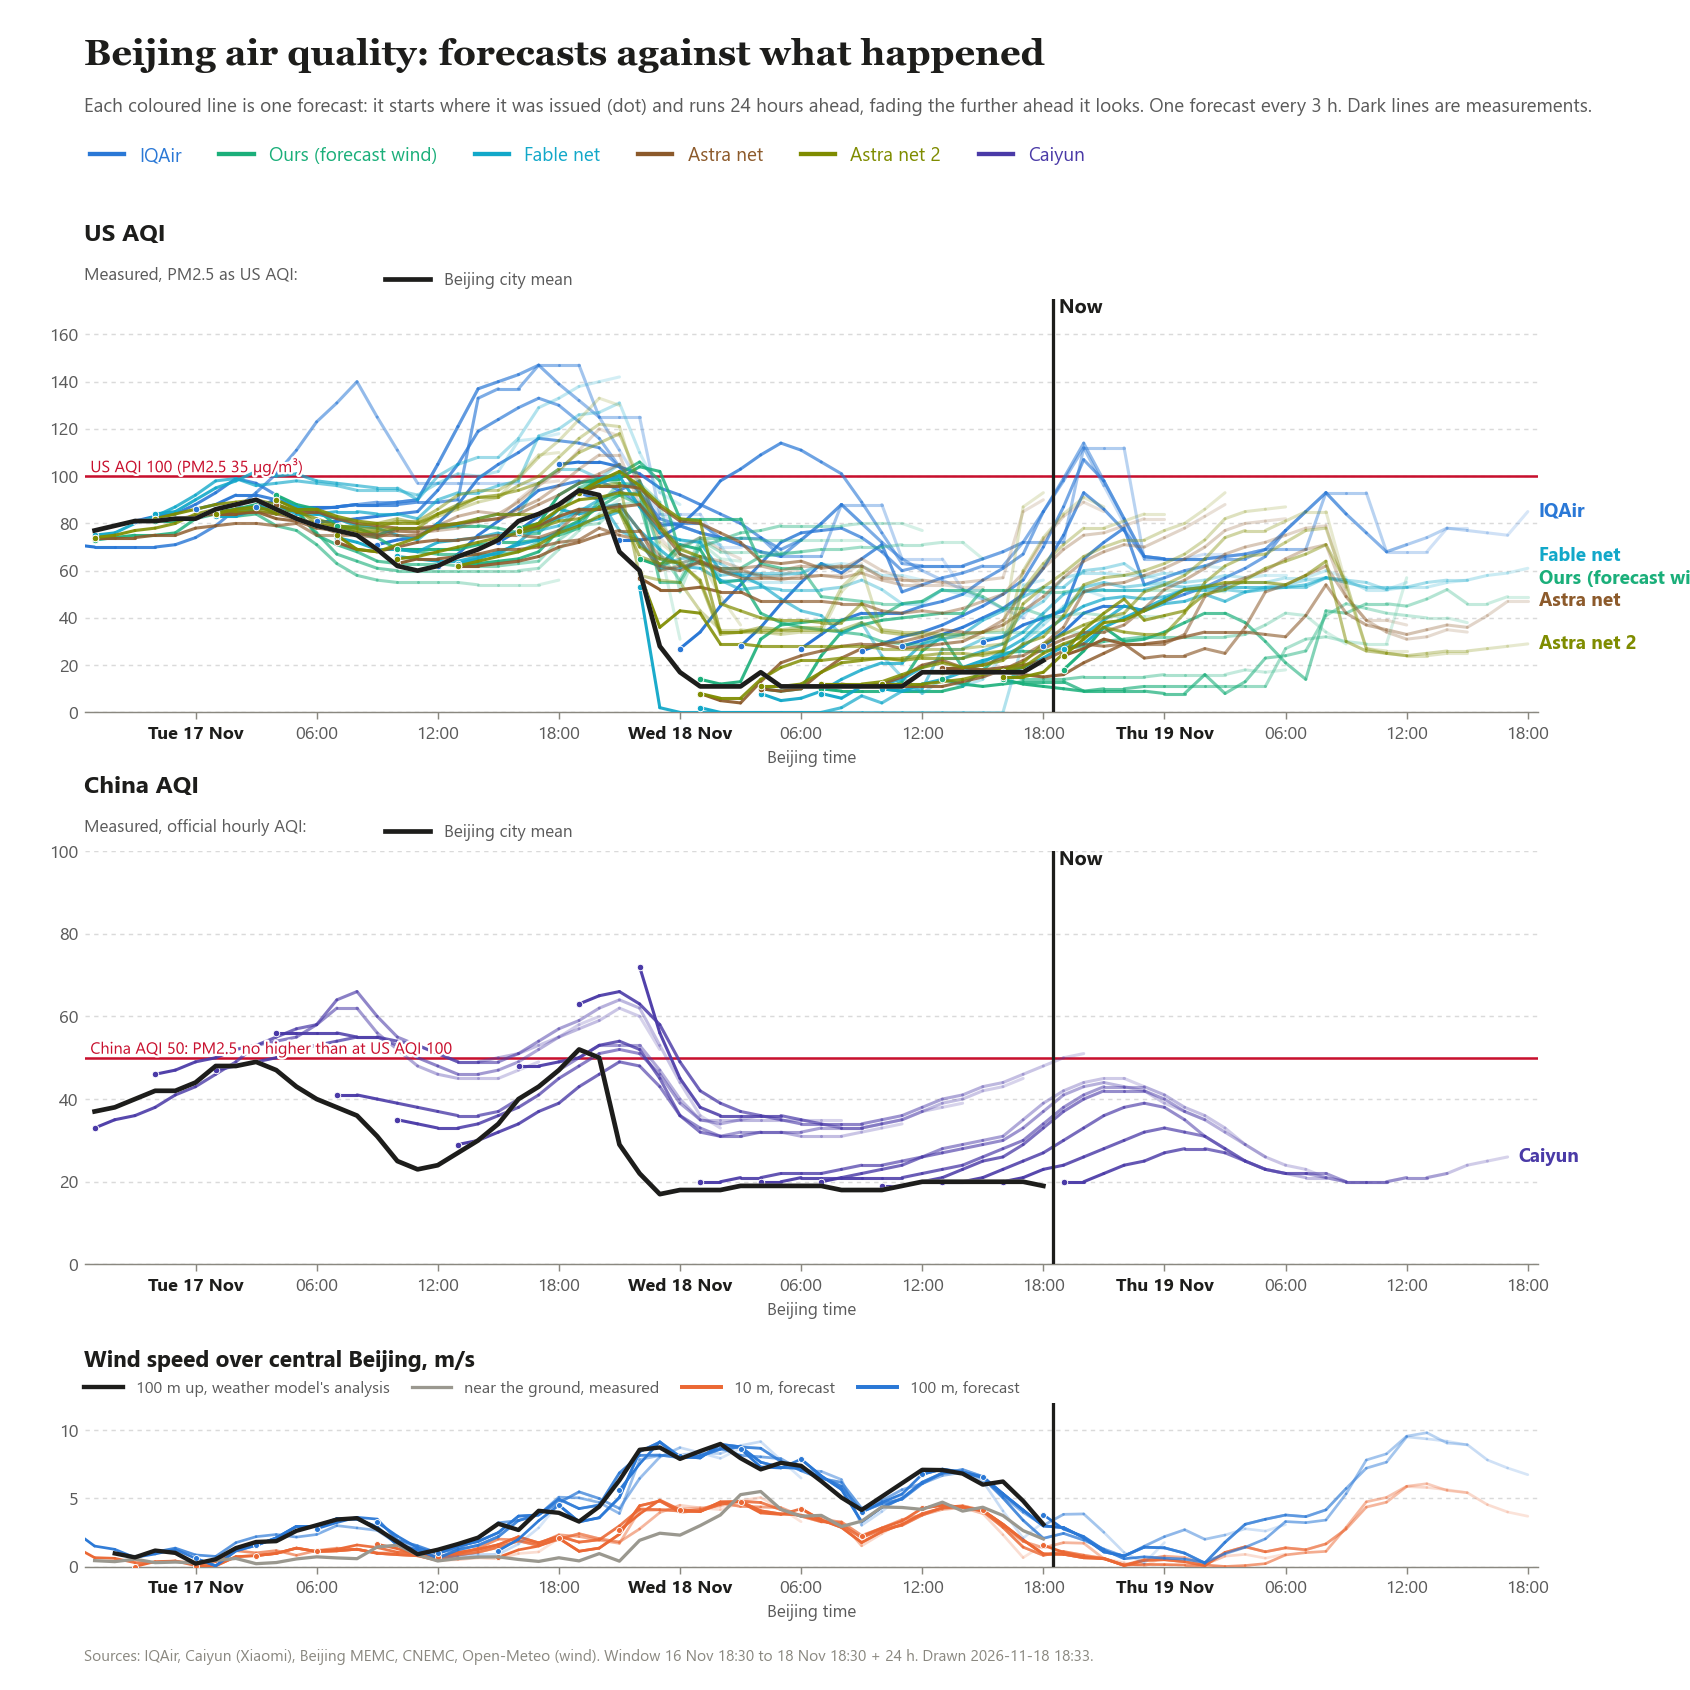 Beijing air quality: forecasts against what happened
Each coloured line is one forecast: it starts where it was issued (dot) and runs 24 hours ahead, fading the further ahead it looks. One forecast every 3 h. Dark lines are measurements.
IQAir Ours (forecast wind) Fable net Astra net Astra net 2 Caiyun
US AQI
Measured, PM2.5 as US AQI: Beijing city mean
Now
160
140
120
100
80
60
40
20
0
US AQI 100 (PM2.5 35 µg/m³)
IQAir
Fable net
Ours (forecast wi
Astra net
Astra net 2
Tue 17 Nov 06:00 12:00 18:00 Wed 18 Nov 06:00 12:00 18:00 Thu 19 Nov 06:00 12:00 18:00
Beijing time
China AQI
Measured, official hourly AQI: Beijing city mean
Now
100
80
60
40
20
0
China AQI 50: PM2.5 no higher than at US AQI 100
Caiyun
Tue 17 Nov 06:00 12:00 18:00 Wed 18 Nov 06:00 12:00 18:00 Thu 19 Nov 06:00 12:00 18:00
Beijing time
Wind speed over central Beijing, m/s
100 m up, weather model's analysis near the ground, measured 10 m, forecast 100 m, forecast
10
5
0
Tue 17 Nov 06:00 12:00 18:00 Wed 18 Nov 06:00 12:00 18:00 Thu 19 Nov 06:00 12:00 18:00
Beijing time
Sources: IQAir, Caiyun (Xiaomi), Beijing MEMC, CNEMC, Open-Meteo (wind). Window 16 Nov 18:30 to 18 Nov 18:30 + 24 h. Drawn 2026-11-18 18:33.